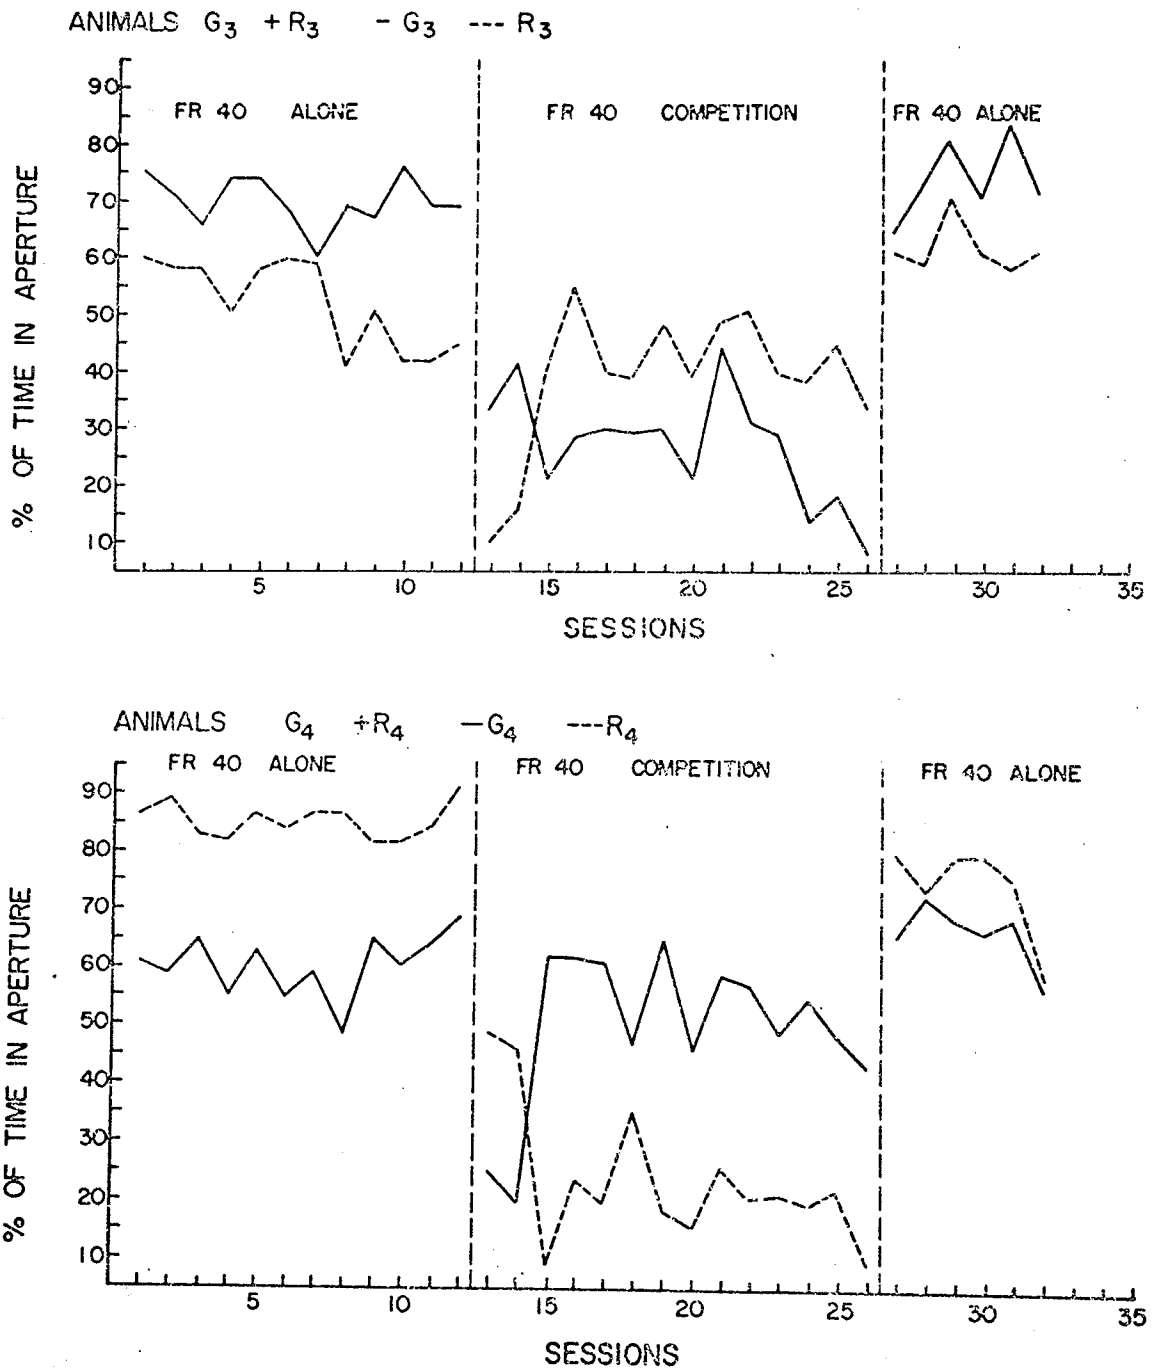 ANIMALS G3 + R3 – G3 --- R3
FR 40 ALONE
FR 40 COMPETITION
FR 40 ALONE
% OF TIME IN APERTURE
90
80
70
60
50
40
30
20
10
5 10 15 20 25 30 35
SESSIONS
ANIMALS G4 + R4 — G4 --- R4
FR 40 ALONE
FR 40 COMPETITION
FR 40 ALONE
% OF TIME IN APERTURE
90
80
70
60
50
40
30
20
10
5 10 15 20 25 30 35
SESSIONS